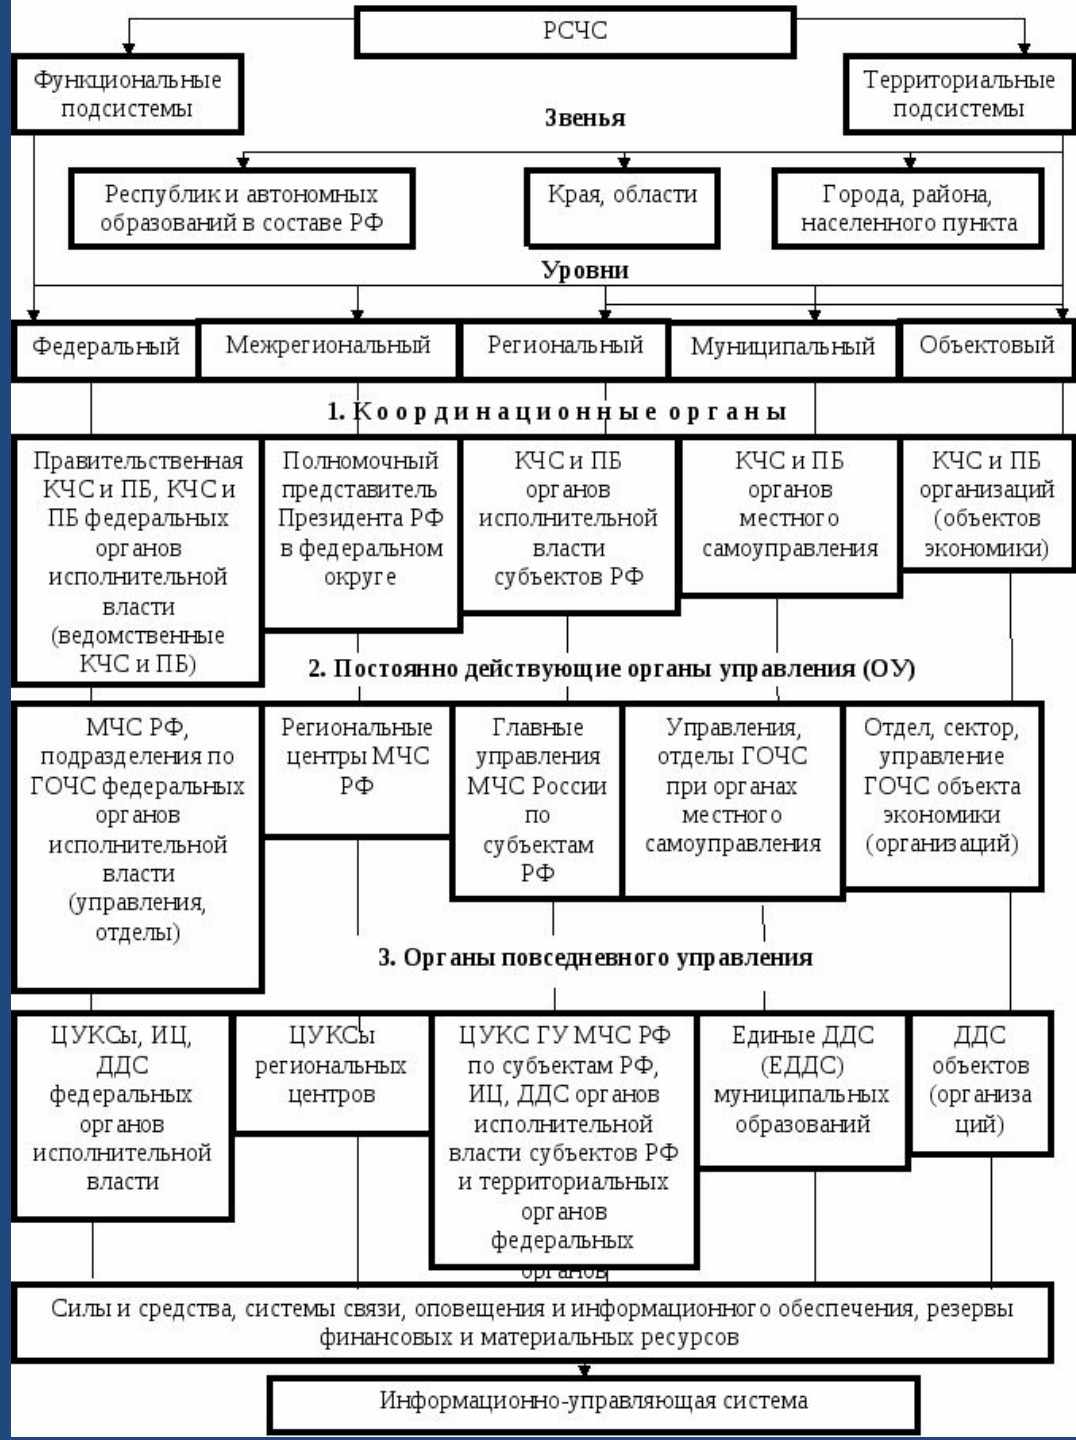 РСЧС
Функциональные
подсистемы
Территориальные
подсистемы
Звенья
Республик и автономных
образований в составе РФ
Края, области
Города, района,
населенного пункта
Уровни
Федеральный
Межрегиональный
Региональный
Муниципальный
Объектовый
1. Координационные органы
Правительственная
КЧС и ПБ, КЧС и
ПБ федеральных
органов
исполнительной
власти
(ведомственные
КЧС и ПБ)
Полномочный
представитель
Президента РФ
в федеральном
округе
КЧС и ПБ
органов
исполнительной
власти
субъектов РФ
КЧС и ПБ
органов
местного
самоуправления
КЧС и ПБ
организаций
(объектов
экономики)
2. Постоянно действующие органы управления (ОУ)
МЧС РФ,
подразделения по
ГОЧС федеральных
органов
исполнительной
власти
(управления,
отделы)
Региональные
центры МЧС
РФ
Главные
управления
МЧС России
по
субъектам
РФ
Управления,
отделы ГОЧС
при органах
местного
самоуправления
Отдел, сектор,
управление
ГОЧС объекта
экономики
(организаций)
3. Органы повседневного управления
ЦУКСы, ИЦ,
ДДС
федеральных
органов
исполнительной
власти
ЦУКСы
региональных
центров
ЦУКС ГУ МЧС РФ
по субъектам РФ,
ИЦ, ДДС органов
исполнительной
власти субъектов РФ
и территориальных
органов
федеральных
органов
Единые ДДС
(ЕДДС)
муниципальных
образований
ДДС
объектов
(организа
ций)
Силы и средства, системы связи, оповещения и информационного обеспечения, резервы
финансовых и материальных ресурсов
Информационно-управляющая система